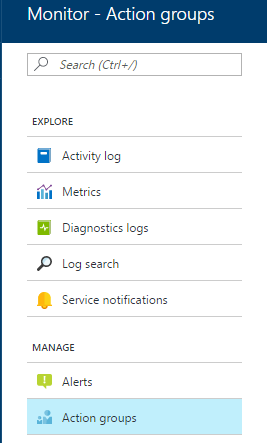 Monitor - Action groups
Search (Ctrl+/)
EXPLORE
Activity log
Metrics
Diagnostics logs
Log search
Service notifications
MANAGE
Alerts
Action groups